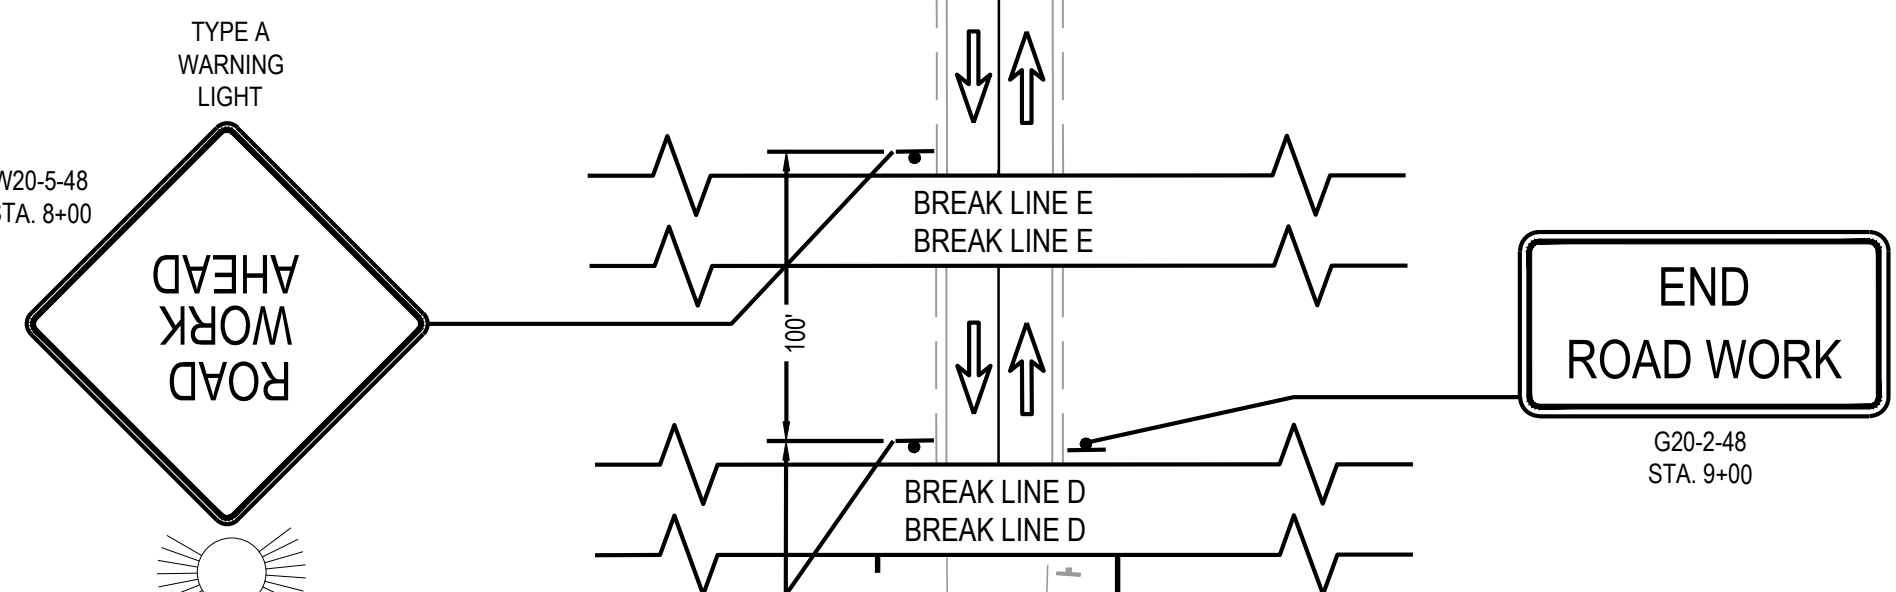 TYPE A
WARNING
LIGHT
W20-5-48
STA. 8+00
ROAD
WORK
AHEAD
BREAK LINE E
BREAK LINE E
100'
END
ROAD WORK
G20-2-48
STA. 9+00
BREAK LINE D
BREAK LINE D